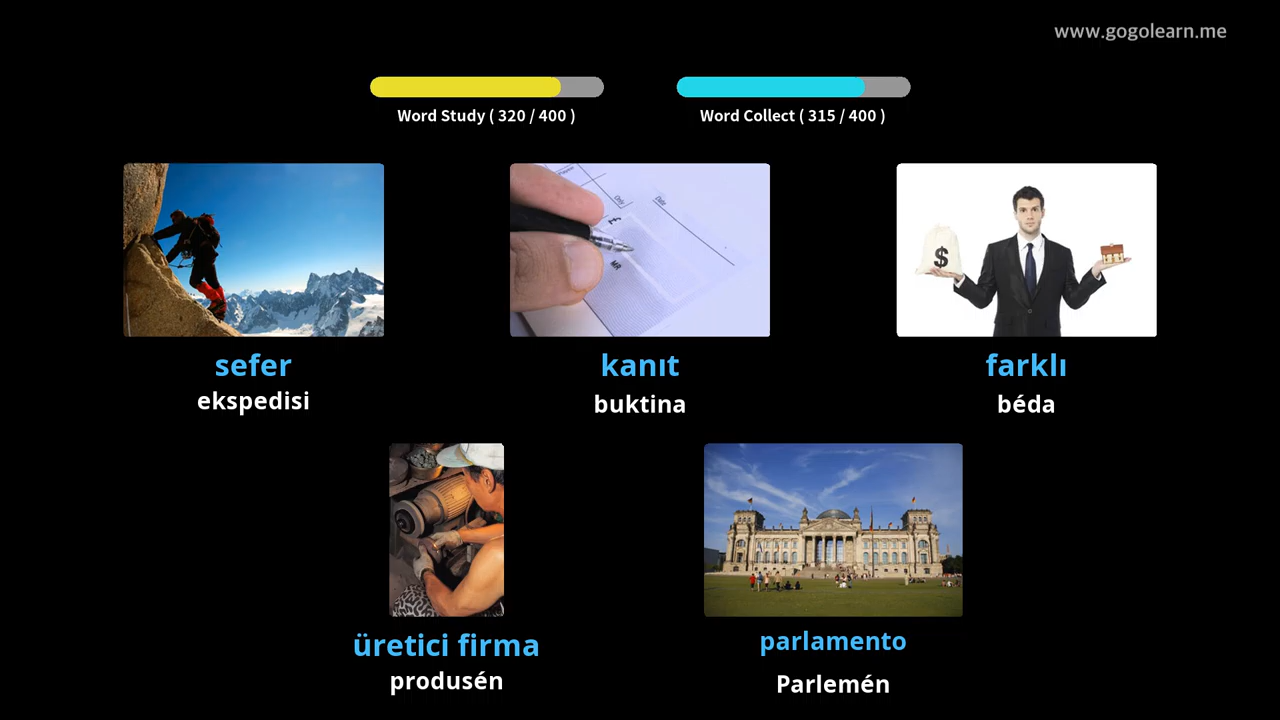 www.gogolearn.me
Word Study ( 320 / 400 )
Word Collect ( 315 / 400 )
$
sefer
ekspedisi
kanıt
buktina
farklı
béda
üretici firma
produsén
parlamento
Parlemén